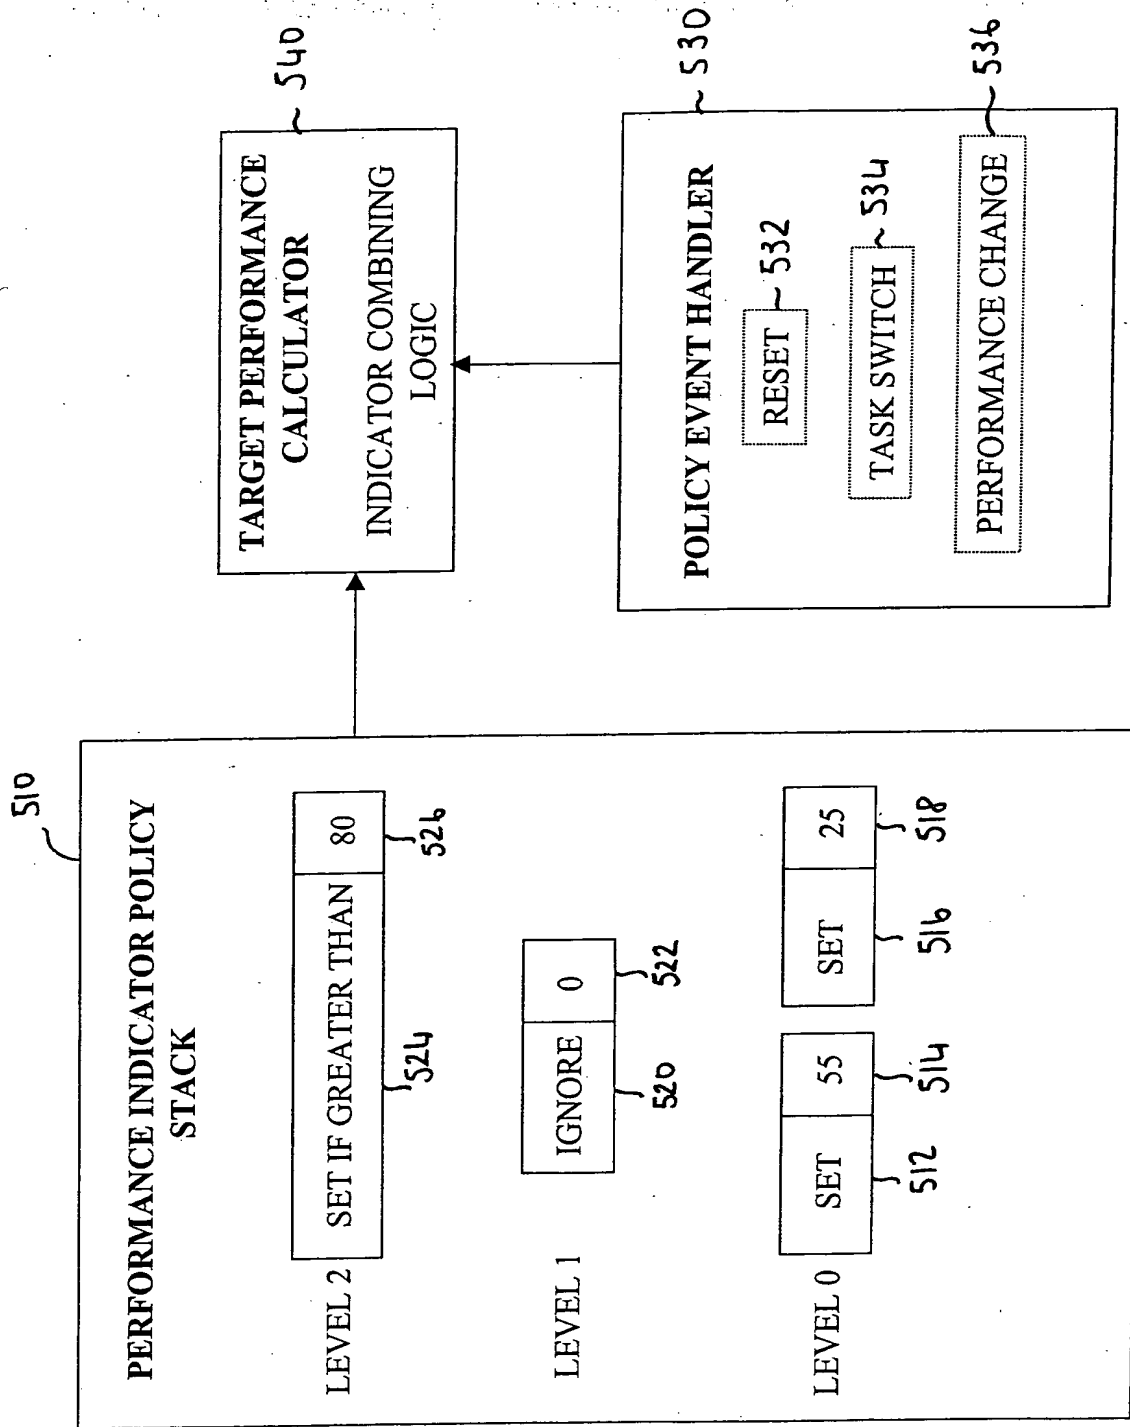 510
PERFORMANCE INDICATOR POLICY
STACK
LEVEL 2
SET IF GREATER THAN
80
524
526
LEVEL 1
IGNORE
0
520
522
LEVEL 0
SET
55
SET
25
512
514
516
518
540
TARGET PERFORMANCE
CALCULATOR
INDICATOR COMBINING
LOGIC
530
POLICY EVENT HANDLER
RESET
532
TASK SWITCH
534
PERFORMANCE CHANGE
536